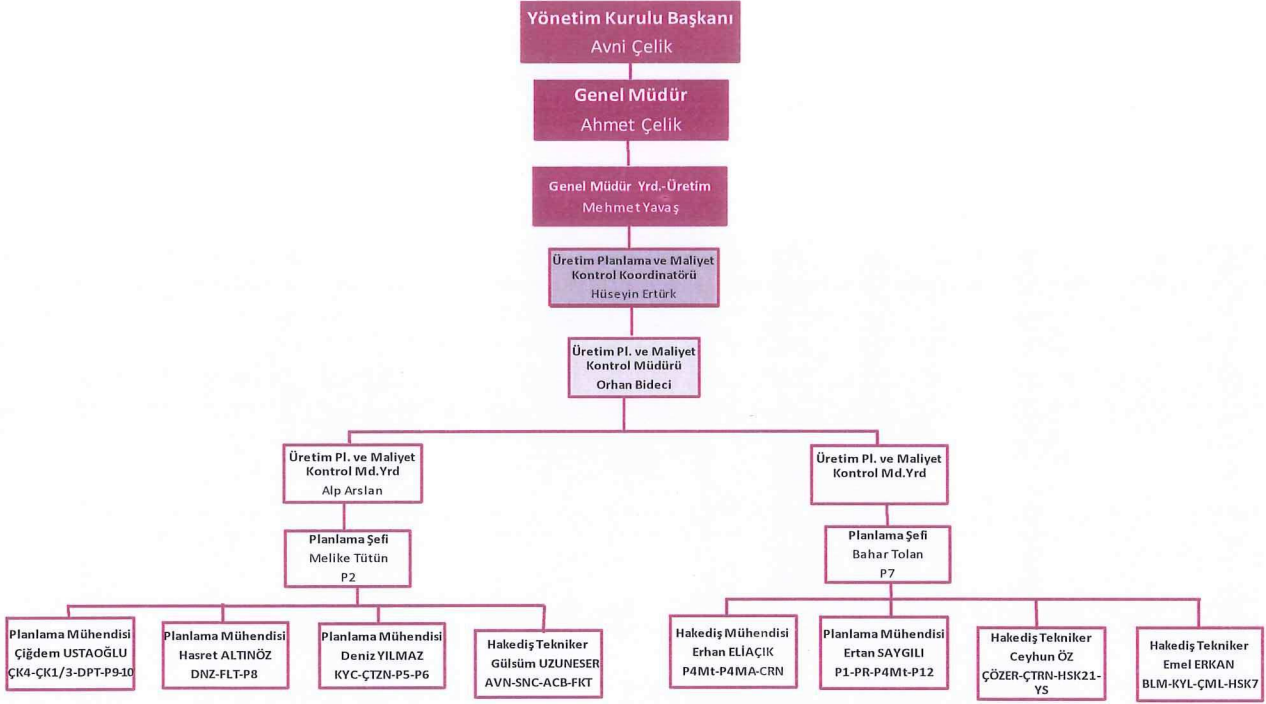 Yönetim Kurulu Başkanı
Avni Çelik
Genel Müdür
Ahmet Çelik
Genel Müdür Yrd.-Üretim
Mehmet Yavaş
Üretim Planlama ve Maliyet
Kontrol Koordinatörü
Hüseyin Ertürk
Üretim Pl. ve Maliyet
Kontrol Müdürü
Orhan Bideci
Üretim Pl. ve Maliyet
Kontrol Md.Yrd
Alp Arslan
Üretim Pl. ve Maliyet
Kontrol Md.Yrd
Planlama Şefi
Melike Tütün
P2
Planlama Şefi
Bahar Tolan
P7
Planlama Mühendisi
Çiğdem USTAOĞLU
ÇK4-ÇK1/3-DPT-P9-10
Planlama Mühendisi
Hasret ALTINÖZ
DNZ-FLT-P8
Planlama Mühendisi
Deniz YILMAZ
KYC-ÇTZN-P5-P6
Hakediş Tekniker
Gülsüm UZUNESER
AVN-SNC-ACB-FKT
Hakediş Mühendisi
Erhan ELİAÇIK
P4Mt-P4MA-CRN
Planlama Mühendisi
Ertan SAYGILI
P1-PR-P4Mt-P12
Hakediş Tekniker
Ceyhun ÖZ
ÇÖZER-ÇTRN-HSK21-
YS
Hakediş Tekniker
Emel ERKAN
BLM-KYL-ÇML-HSK7